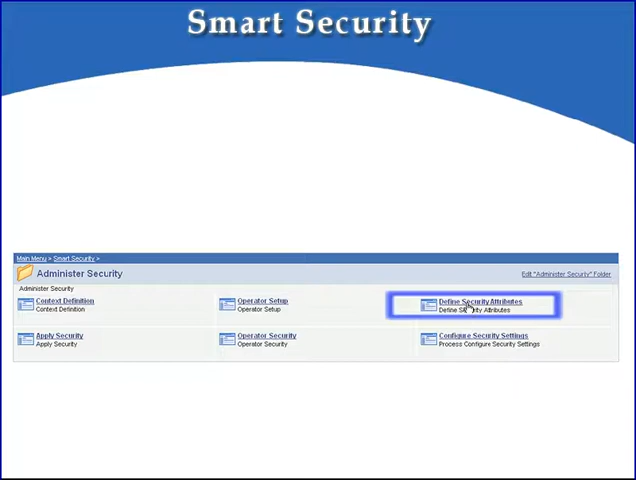 Smart Security
Main Menu > Smart Security >
Administer Security
Edit "Administer Security" Folder
Administer Security
Context Definition
Context Definition
Operator Setup
Operator Setup
Define Security Attributes
Define Security Attributes
Apply Security
Apply Security
Operator Security
Operator Security
Configure Security Settings
Process Configure Security Settings